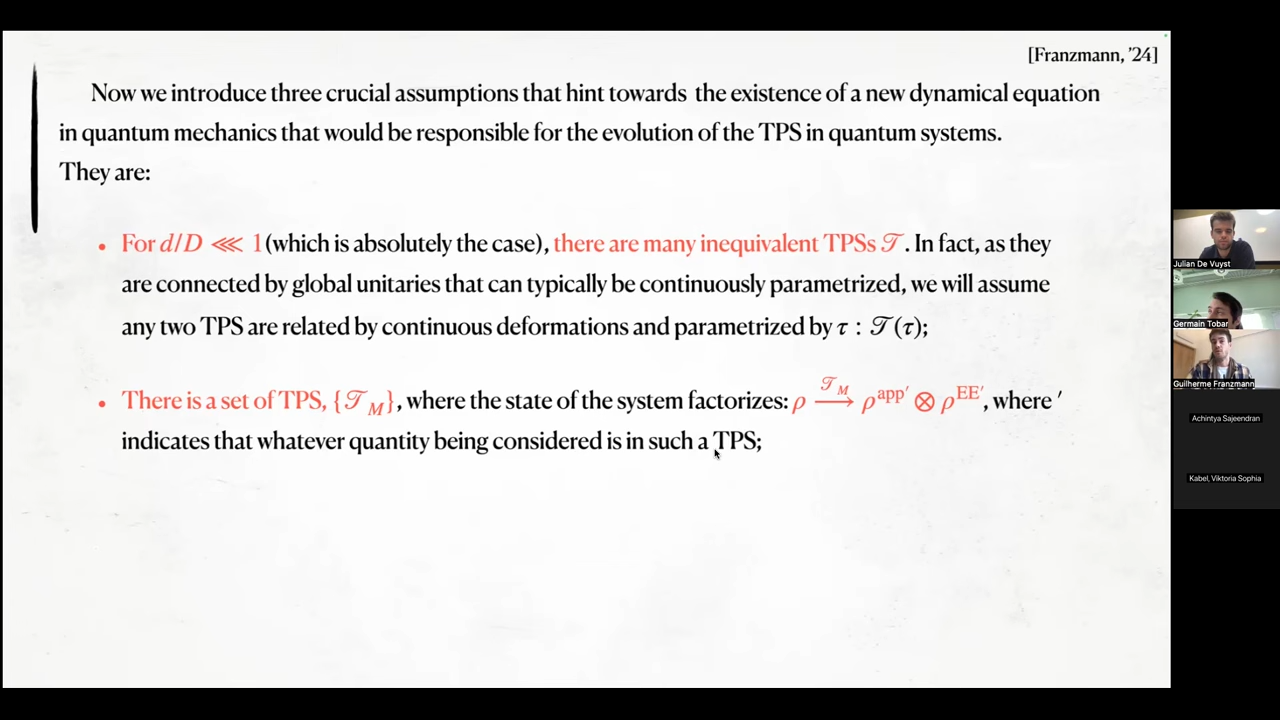 [Franzmann, '24]
Now we introduce three crucial assumptions that hint towards the existence of a new dynamical equation
in quantum mechanics that would be responsible for the evolution of the TPS in quantum systems.
They are:
• For d/D ⋘ 1 (which is absolutely the case), there are many inequivalent TPSs 𝒯. In fact, as they
are connected by global unitaries that can typically be continuously parametrized, we will assume
any two TPS are related by continuous deformations and parametrized by τ : 𝒯(τ);
• There is a set of TPS, {𝒯_M}, where the state of the system factorizes: ρ \xrightarrow{𝒯_M} ρ^{app′} ⊗ ρ^{EE′}, where ′
indicates that whatever quantity being considered is in such a TPS;
Julian De Vuyst
Germain Tobar
Guilherme Franzmann
Achintya Sajeendran
Kabel, Viktoria Sophia